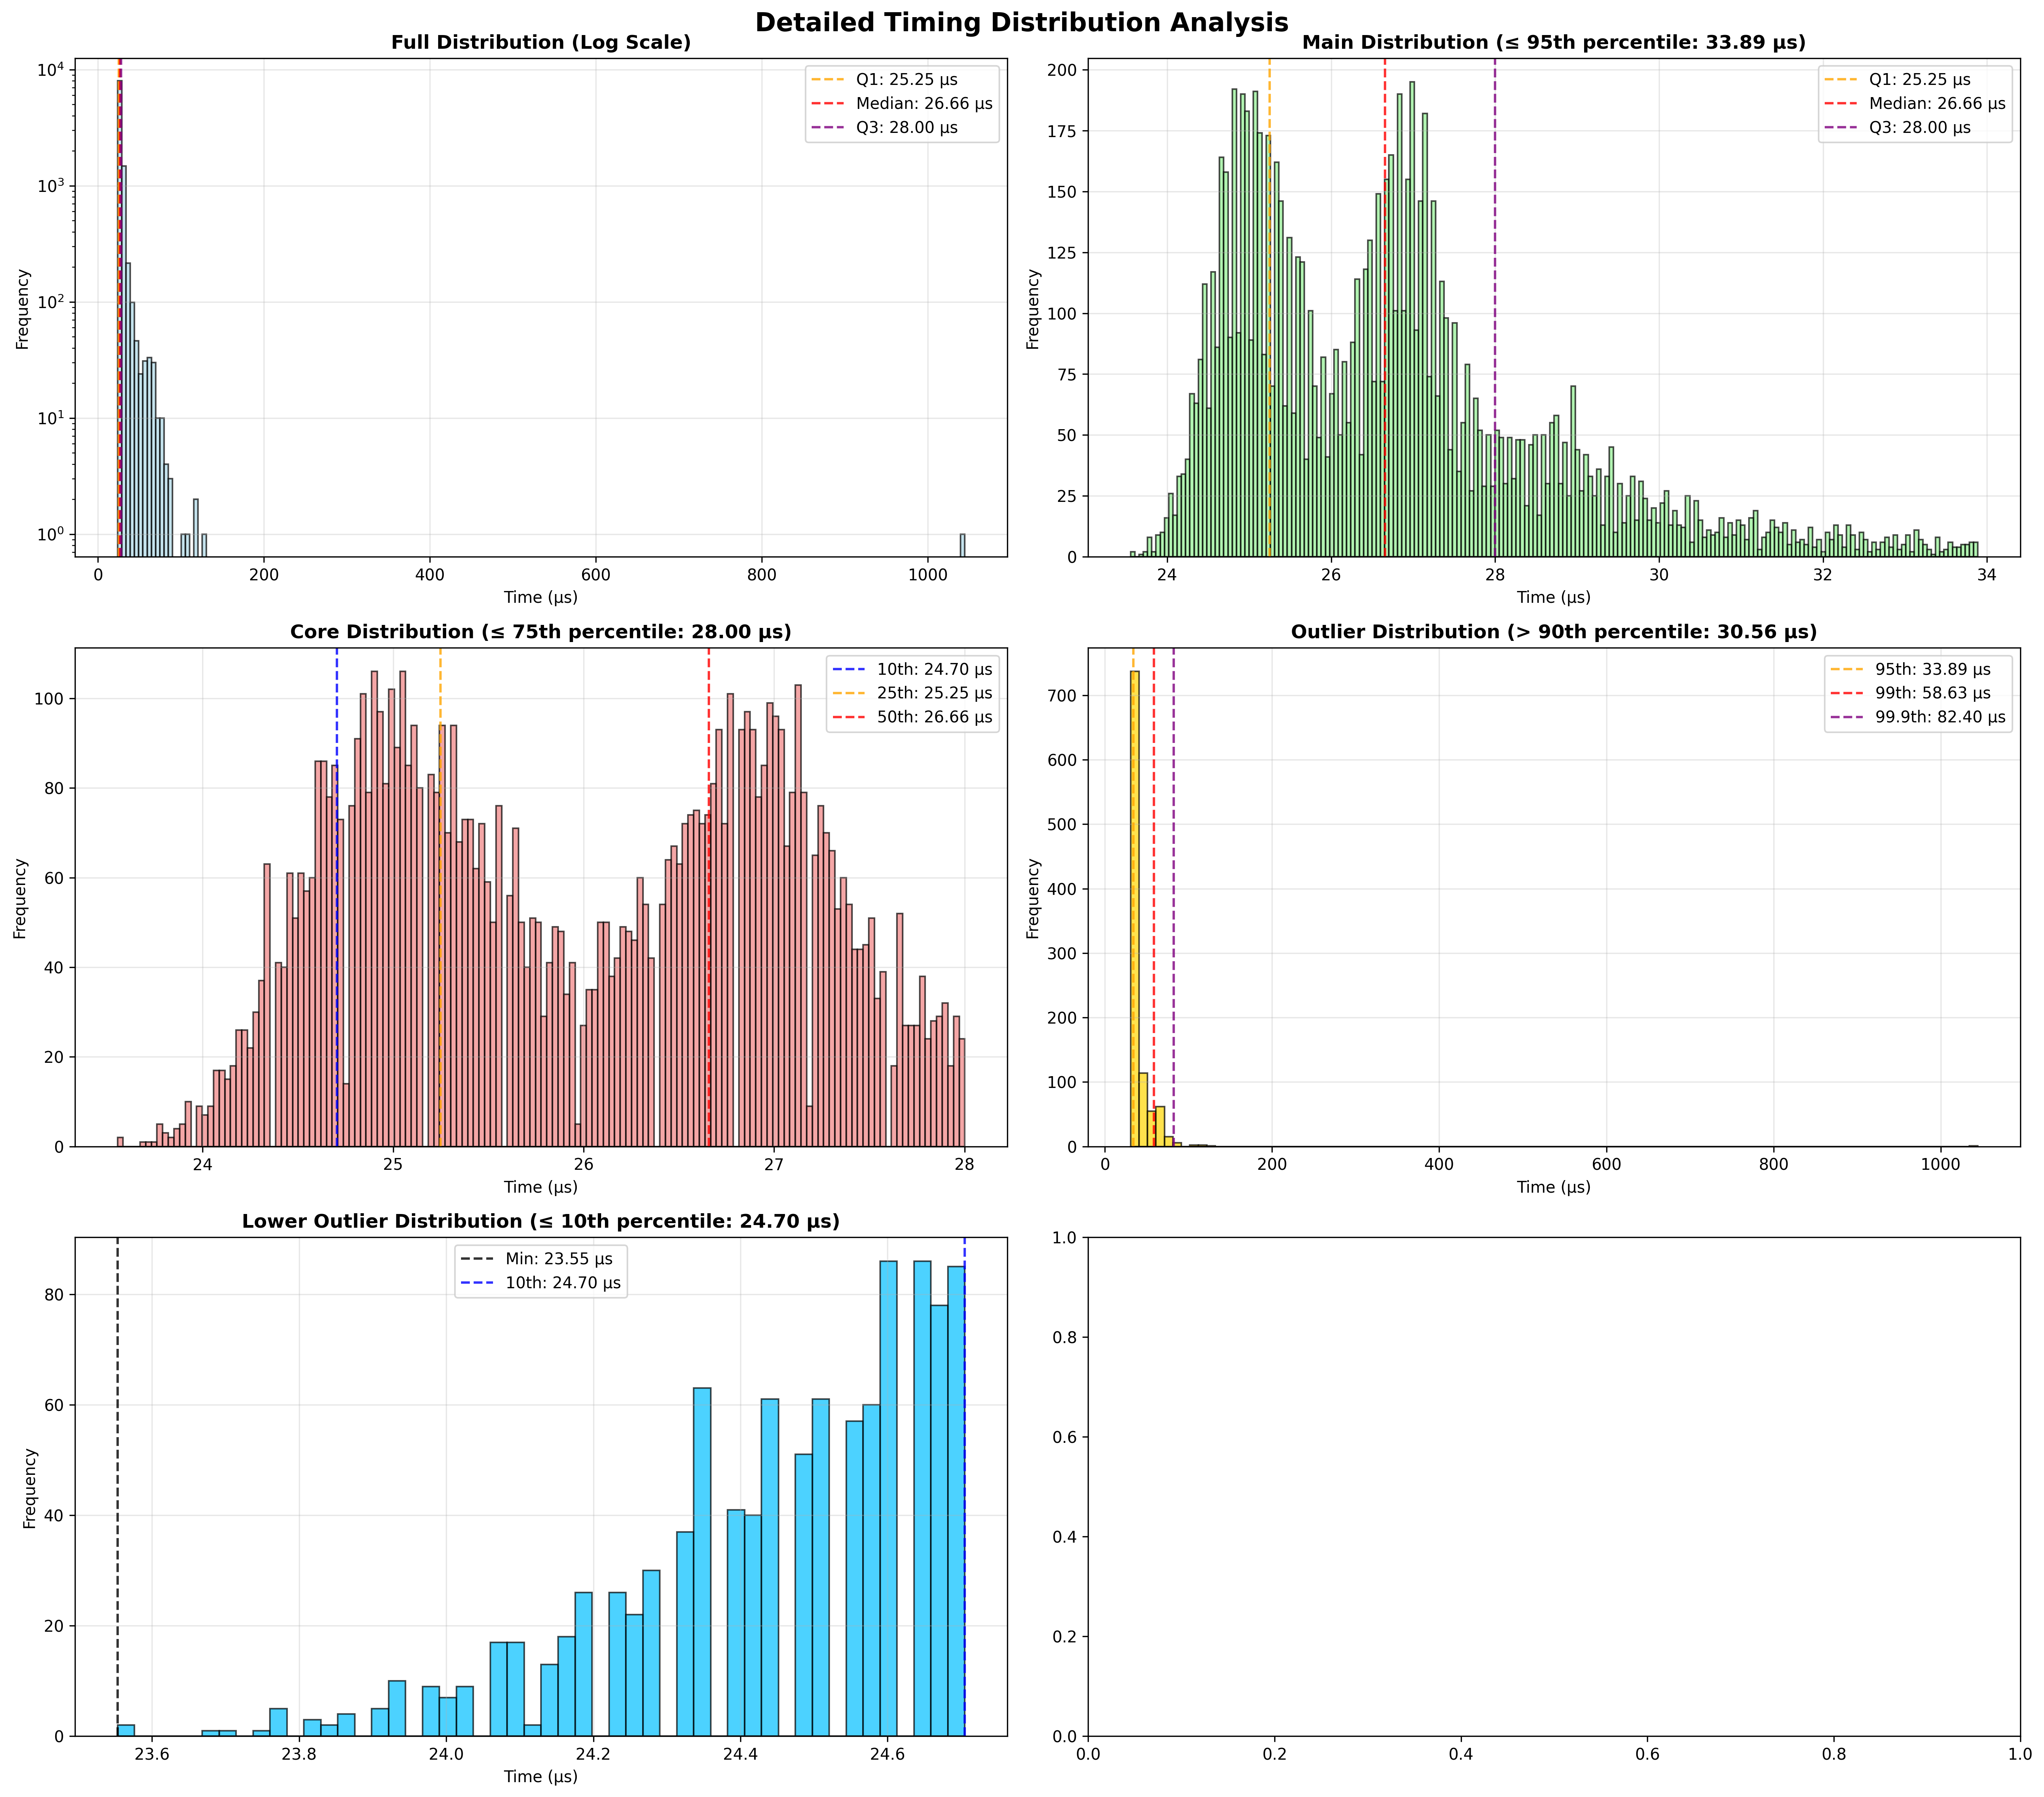 Detailed Timing Distribution Analysis
Full Distribution (Log Scale)
Frequency
10⁴
10³
10²
10¹
10⁰
0 200 400 600 800 1000
Time (μs)
Q1: 25.25 μs
Median: 26.66 μs
Q3: 28.00 μs
Main Distribution (≤ 95th percentile: 33.89 μs)
Frequency
200
175
150
125
100
75
50
25
0
24 26 28 30 32 34
Time (μs)
Q1: 25.25 μs
Median: 26.66 μs
Q3: 28.00 μs
Core Distribution (≤ 75th percentile: 28.00 μs)
Frequency
100
80
60
40
20
0
24 25 26 27 28
Time (μs)
10th: 24.70 μs
25th: 25.25 μs
50th: 26.66 μs
Outlier Distribution (> 90th percentile: 30.56 μs)
Frequency
700
600
500
400
300
200
100
0
0 200 400 600 800 1000
Time (μs)
95th: 33.89 μs
99th: 58.63 μs
99.9th: 82.40 μs
Lower Outlier Distribution (≤ 10th percentile: 24.70 μs)
Frequency
80
60
40
20
0
23.6 23.8 24.0 24.2 24.4 24.6
Time (μs)
Min: 23.55 μs
10th: 24.70 μs
1.0
0.8
0.6
0.4
0.2
0.0
0.0 0.2 0.4 0.6 0.8 1.0